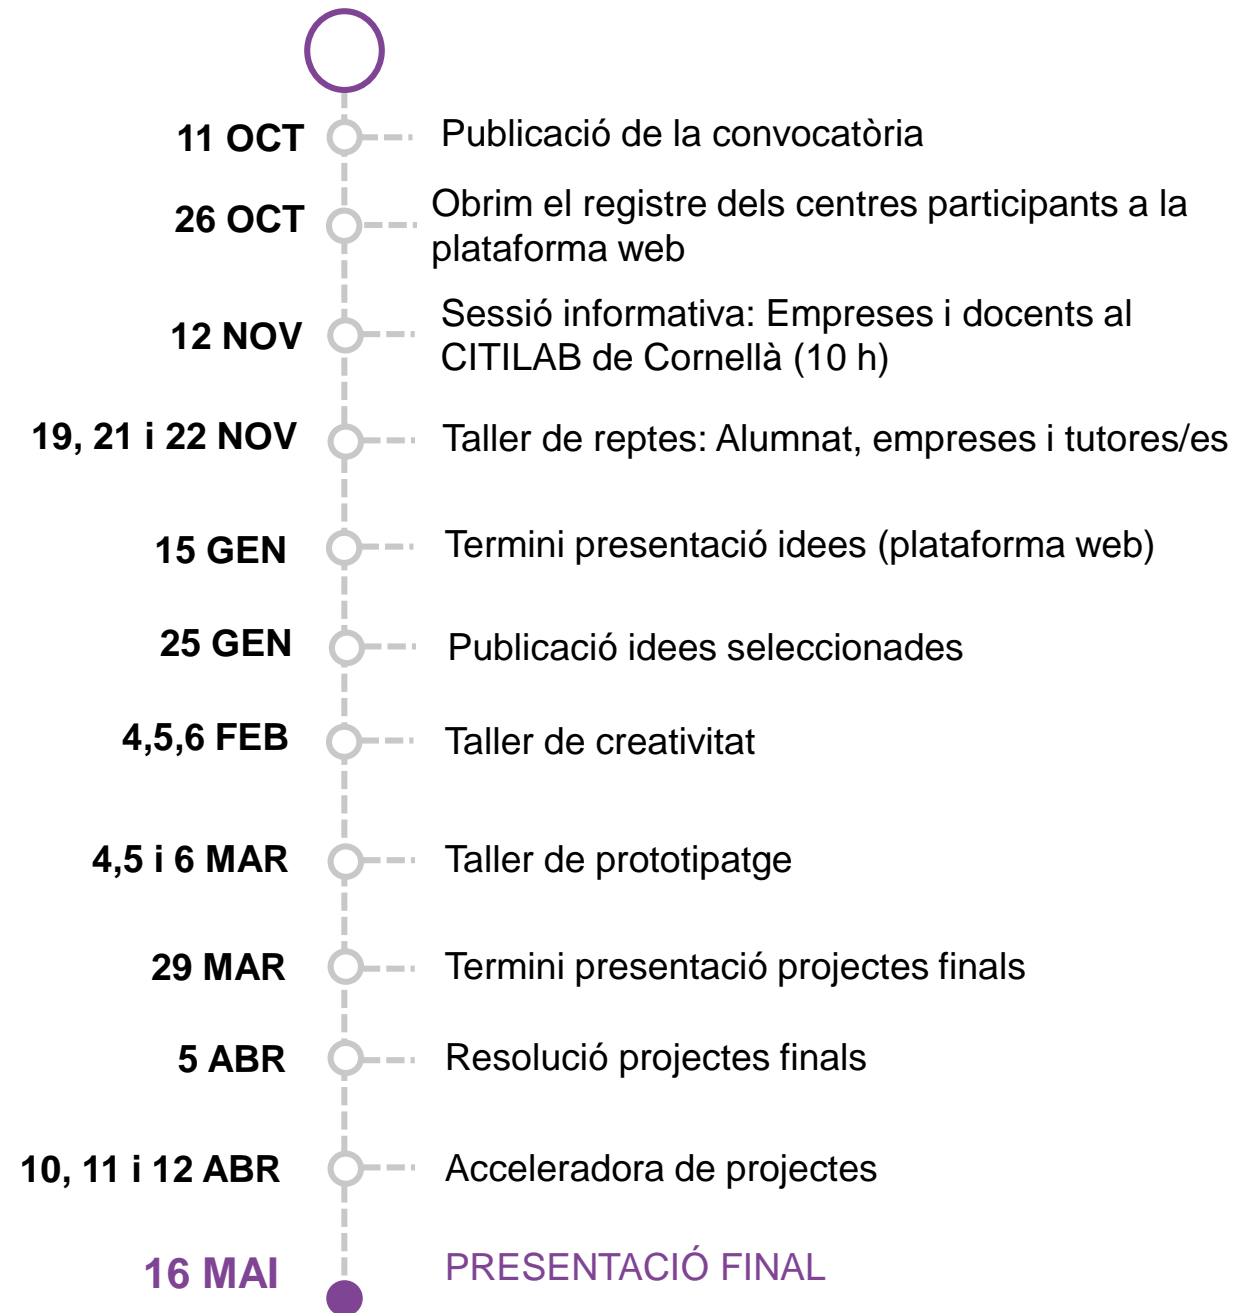 11 OCT
Publicació de la convocatòria
26 OCT
Obrim el registre dels centres participants a la
plataforma web
12 NOV
Sessió informativa: Empreses i docents al
CITILAB de Cornellà (10 h)
19, 21 i 22 NOV
Taller de reptes: Alumnat, empreses i tutores/es
15 GEN
Termini presentació idees (plataforma web)
25 GEN
Publicació idees seleccionades
4,5,6 FEB
Taller de creativitat
4,5 i 6 MAR
Taller de prototipatge
29 MAR
Termini presentació projectes finals
5 ABR
Resolució projectes finals
10, 11 i 12 ABR
Acceleradora de projectes
16 MAI
PRESENTACIÓ FINAL